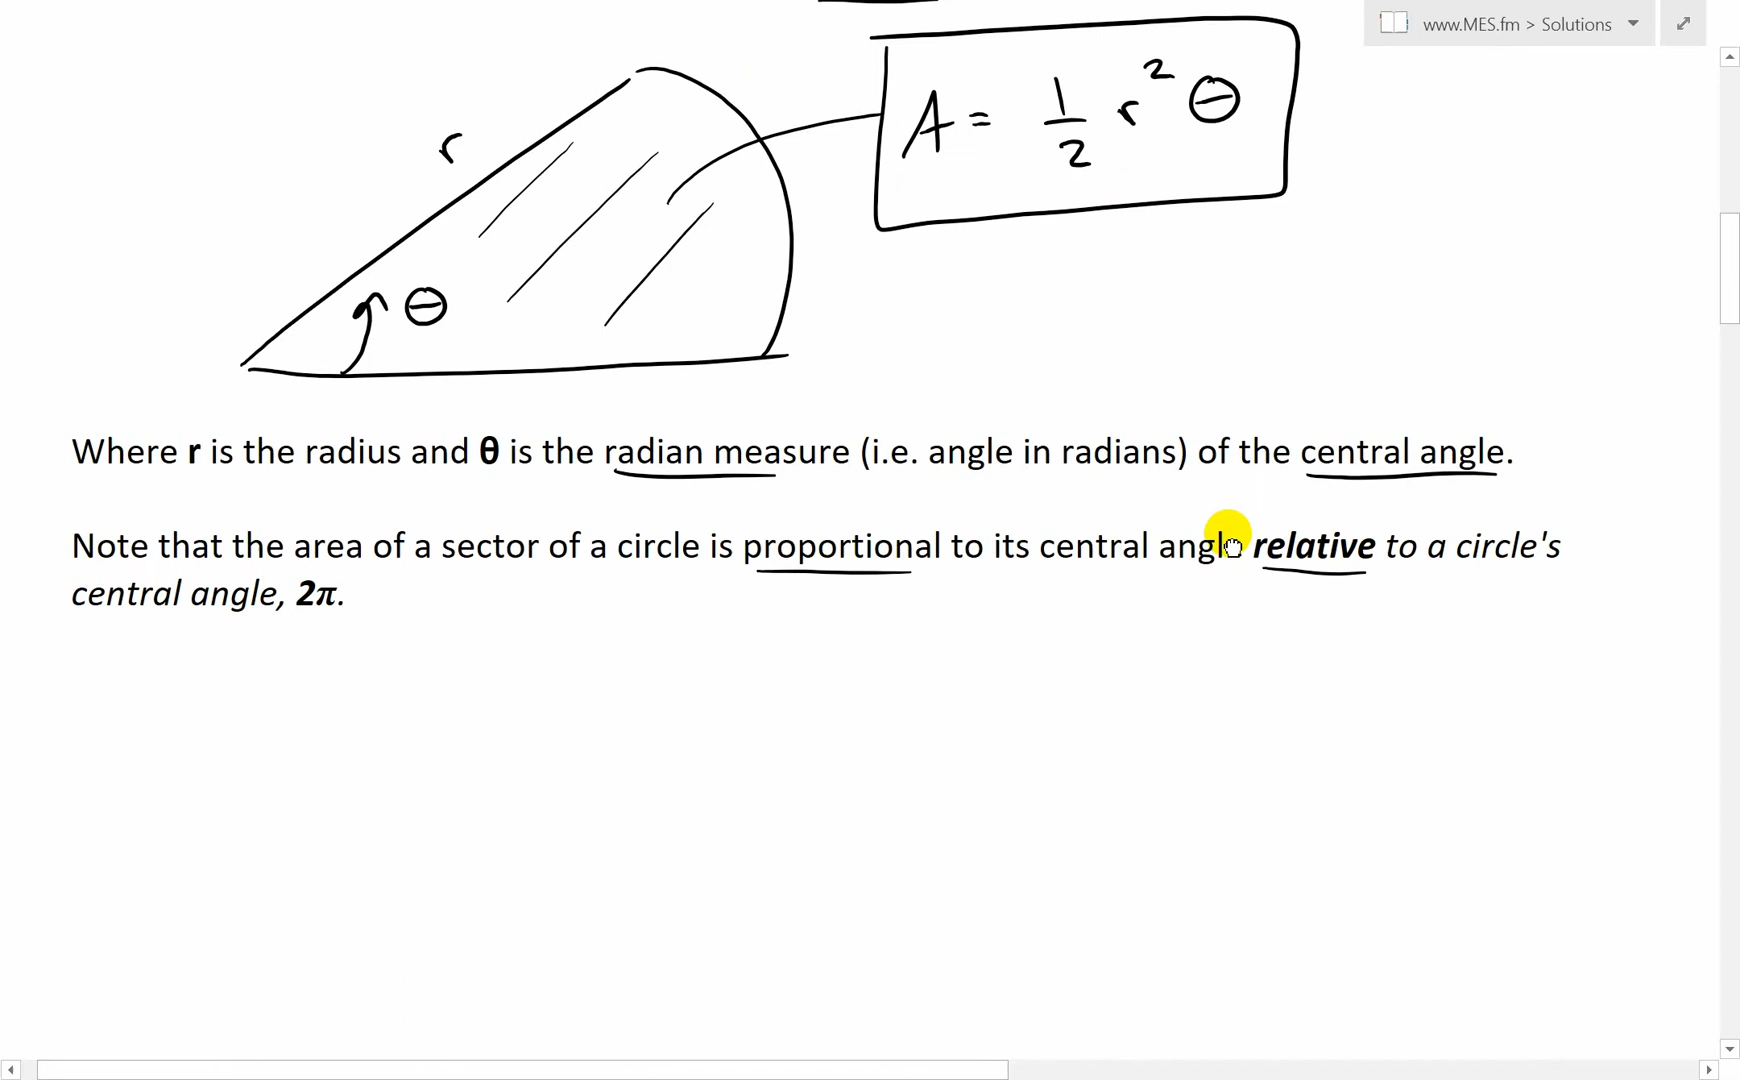 www.MES.fm > Solutions
A = 1/2 r² θ
r
θ
Where r is the radius and θ is the radian measure (i.e. angle in radians) of the central angle.
Note that the area of a sector of a circle is proportional to its central angle relative to a circle's
central angle, 2π.